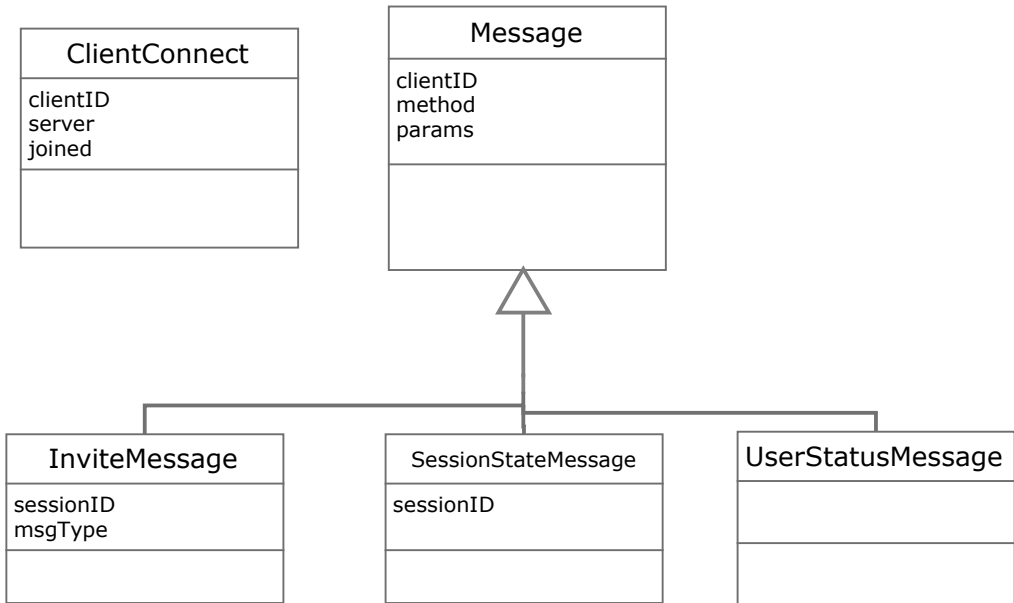 ClientConnect
clientID
server
joined
Message
clientID
method
params
InviteMessage
sessionID
msgType
SessionStateMessage
sessionID
UserStatusMessage